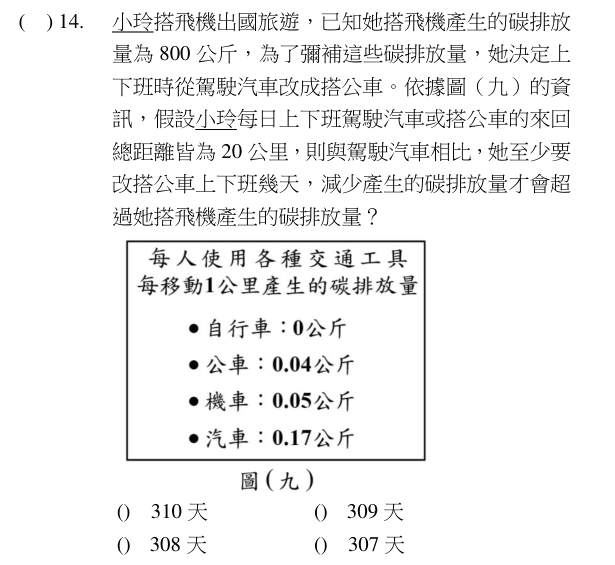 (　) 14. 小玲搭飛機出國旅遊，已知她搭飛機產生的碳排放
量為 800 公斤，為了彌補這些碳排放量，她決定上
下班時從駕駛汽車改成搭公車。依據圖（九）的資
訊，假設小玲每日上下班駕駛汽車或搭公車的來回
總距離皆為 20 公里，則與駕駛汽車相比，她至少要
改搭公車上下班幾天，減少產生的碳排放量才會超
過她搭飛機產生的碳排放量？
每人使用各種交通工具
每移動1公里產生的碳排放量
●自行車：0公斤
●公車：0.04公斤
●機車：0.05公斤
●汽車：0.17公斤
圖(九)
() 310 天 () 309 天
() 308 天 () 307 天